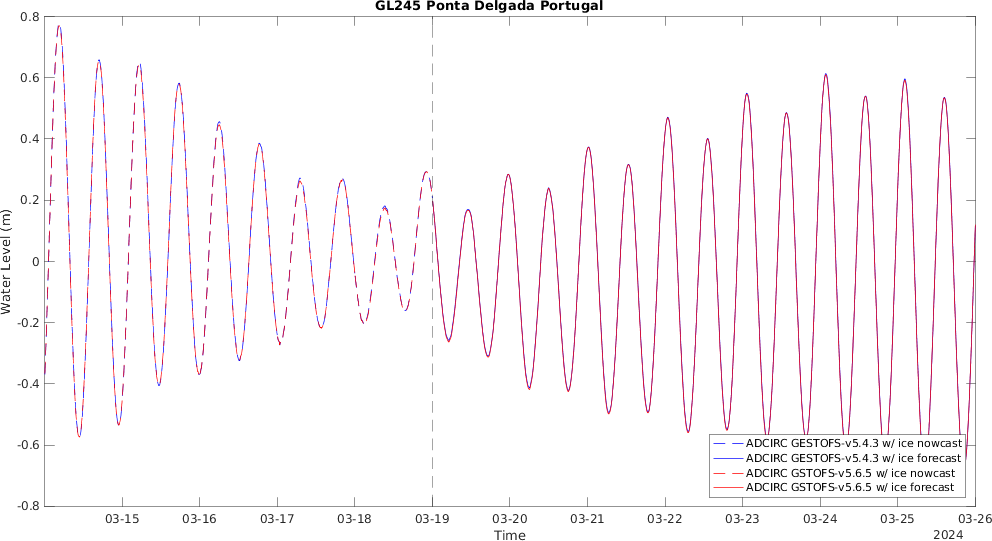 GL245 Ponta Delgada Portugal
0.8
0.6
0.4
0.2
0
-0.2
-0.4
-0.6
-0.8
Water Level (m)
ADCIRC GESTOFS-v5.4.3 w/ ice nowcast
ADCIRC GESTOFS-v5.4.3 w/ ice forecast
ADCIRC GSTOFS-v5.6.5 w/ ice nowcast
ADCIRC GSTOFS-v5.6.5 w/ ice forecast
03-15 03-16 03-17 03-18 03-19 03-20 03-21 03-22 03-23 03-24 03-25 03-26
Time
2024